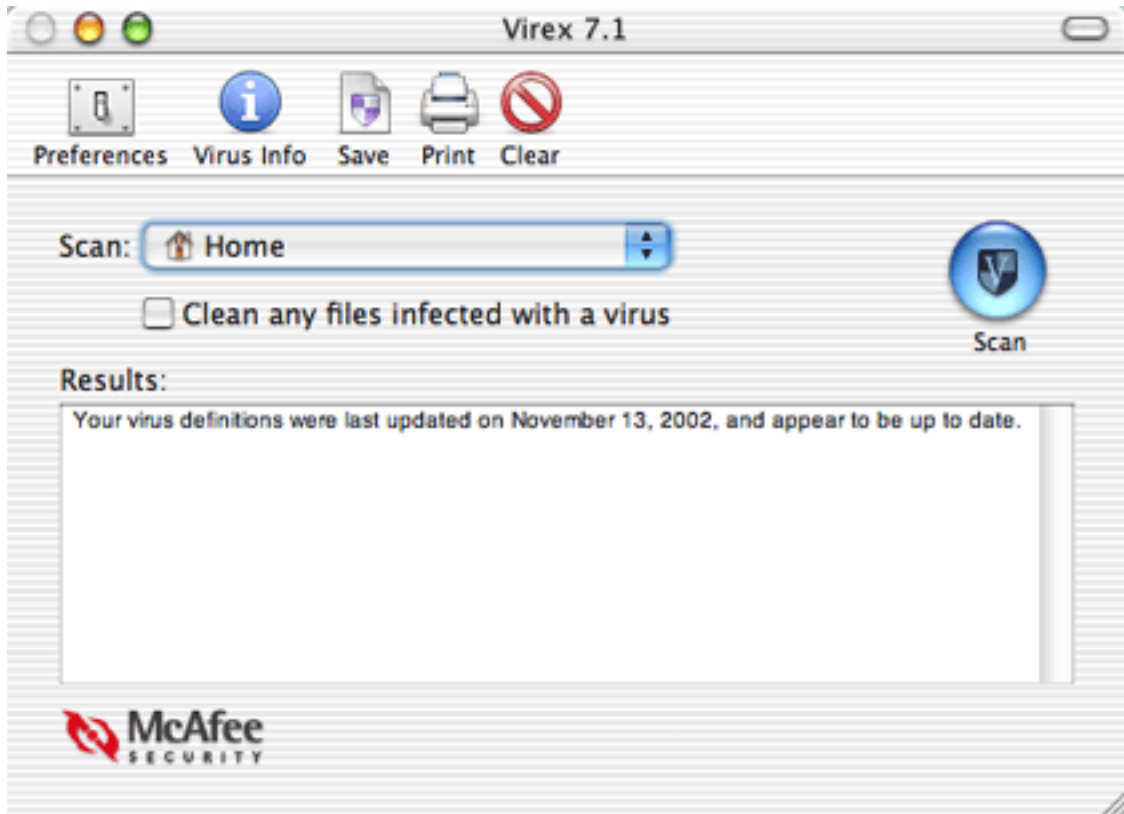 Virex 7.1
Preferences Virus Info Save Print Clear
Scan: Home
Clean any files infected with a virus
Scan
Results:
Your virus definitions were last updated on November 13, 2002, and appear to be up to date.
McAfee
SECURITY